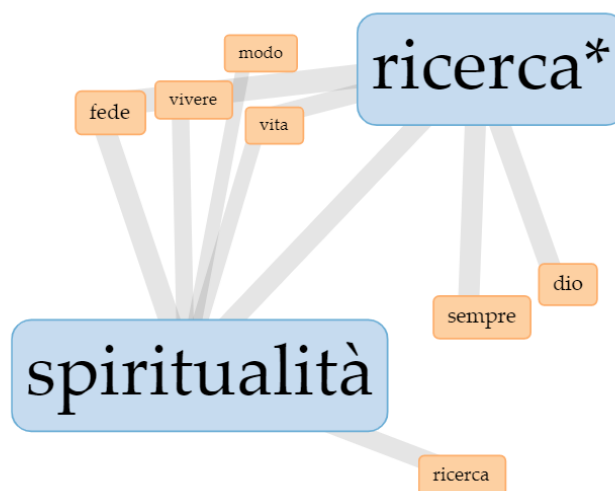 modo
ricerca*
fede
vivere
vita
dio
sempre
spiritualità
ricerca